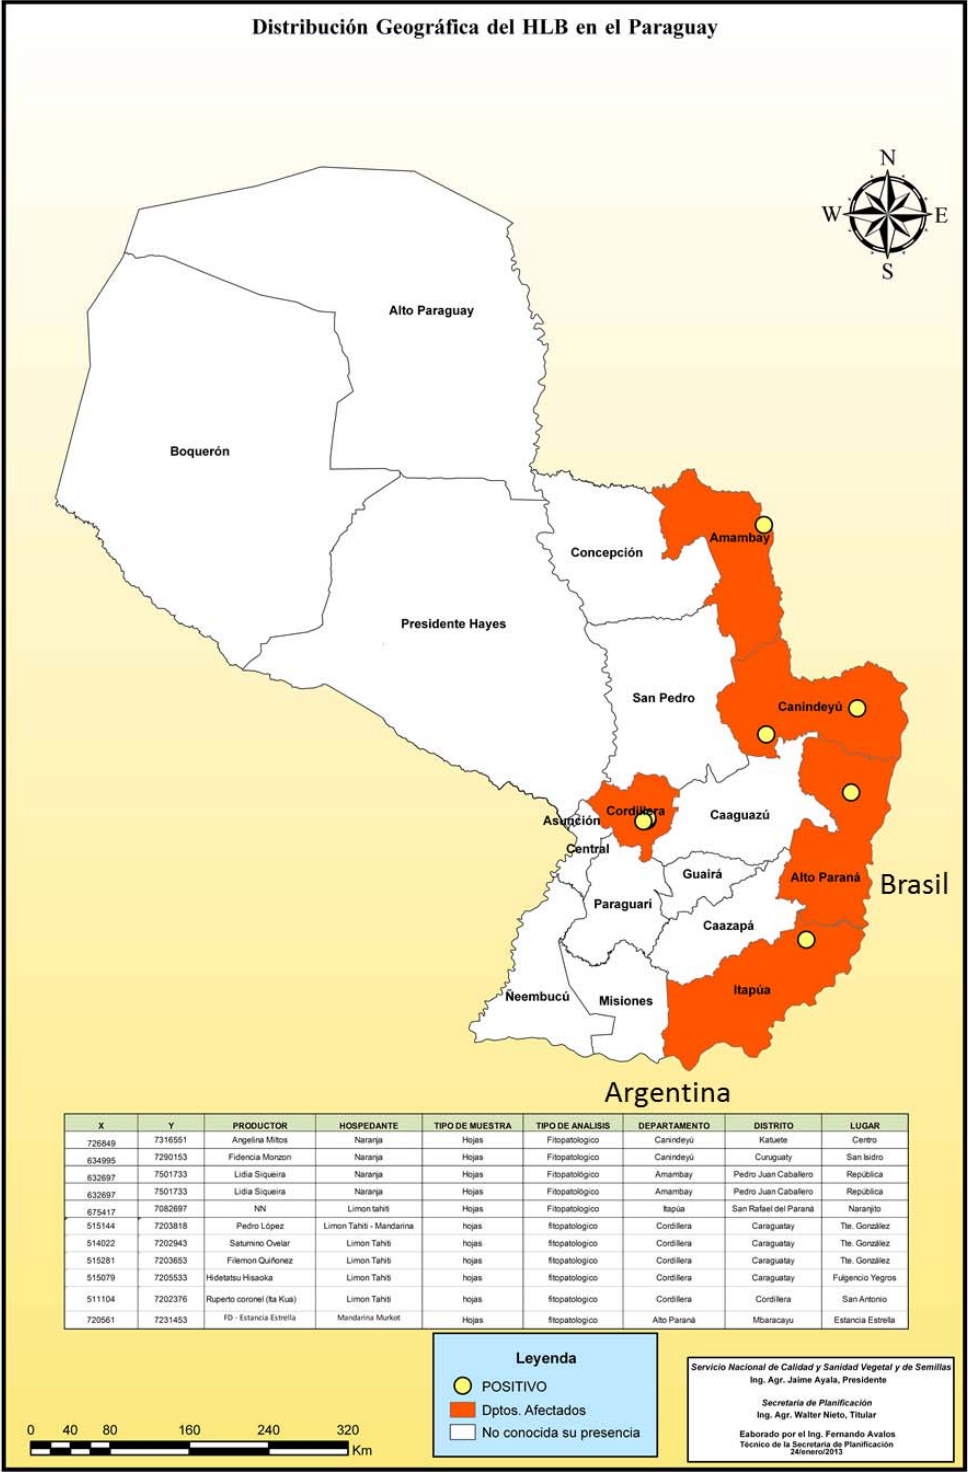 Distribución Geográfica del HLB en el Paraguay
N
W E
S
Alto Paraguay
Boquerón
Concepción
Amambay
Presidente Hayes
San Pedro
Canindeyú
Cordillera
Asunción
Caaguazú
Central
Guairá
Alto Paraná
Brasil
Paraguarí
Caazapá
Itapúa
Ñeembucú
Misiones
Argentina
X Y PRODUCTOR HOSPEDANTE TIPO DE MUESTRA TIPO DE ANALISIS DEPARTAMENTO DISTRITO LUGAR
726849 7316551 Angelina Miltos Naranja Hojas Fitopatologico Canindeyú Katuete Centro
634995 7290153 Fidencia Monzon Naranja Hojas Fitopatológico Canindeyú Curuguaty San Isidro
632697 7501733 Lidia Siqueira Naranja Hojas Fitopatológico Amambay Pedro Juan Caballero República
632697 7501733 Lidia Siqueira Naranja Hojas Fitopatológico Amambay Pedro Juan Caballero República
675417 7082697 NN Limon tahiti Hojas Fitopatologico Itapúa San Rafael del Paraná Naranjito
515144 7203818 Pedro López Limon Tahiti - Mandarina hojas fitopatologico Cordillera Caraguatay Tte. González
514022 7202943 Saturnino Ovelar Limon Tahiti hojas fitopatologico Cordillera Caraguatay Tte. González
515281 7203653 Filemon Quiñonez Limon Tahiti hojas fitopatologico Cordillera Caraguatay Tte. González
515079 7205533 Hidetatsu Hisaoka Limon Tahiti hojas fitopatologico Cordillera Caraguatay Fulgencio Yegros
511104 7202376 Ruperto coronel (Ita Kua) Limon Tahiti hojas fitopatologico Cordillera Cordillera San Antonio
720561 7231453 FD - Estancia Estrella Mandarina Murkot Hojas fitopatologico Alto Paraná Mbaracayu Estancia Estrella
Leyenda
POSITIVO
Dptos. Afectados
No conocida su presencia
0 40 80 160 240 320
Km
Servicio Nacional de Calidad y Sanidad Vegetal y de Semillas
Ing. Agr. Jaime Ayala, Presidente
Secretaria de Planificación
Ing. Agr. Walter Nieto, Titular
Eaborado por el Ing. Fernando Avalos
Técnico de la Secretaria de Planificación
24/enero/2013